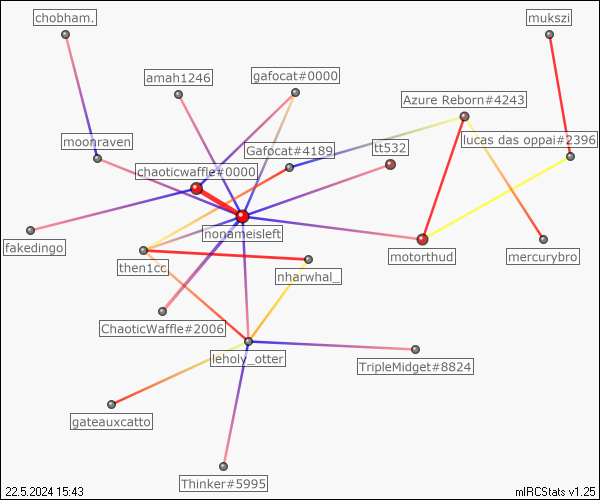 chobham.
mukszi
amah1246
gafocat#0000
Azure Reborn#4243
moonraven
Gafocat#4189
tt532
lucas das oppai#2396
chaoticwaffle#0000
nonameisleft
fakedingo
then1cc.
motorthud
mercurybro
nharwhal_
ChaoticWaffle#2006
leholy_otter
TripleMidget#8824
gateauxcatto
Thinker#5995
22.5.2024 15:43
mIRCStats v1.25